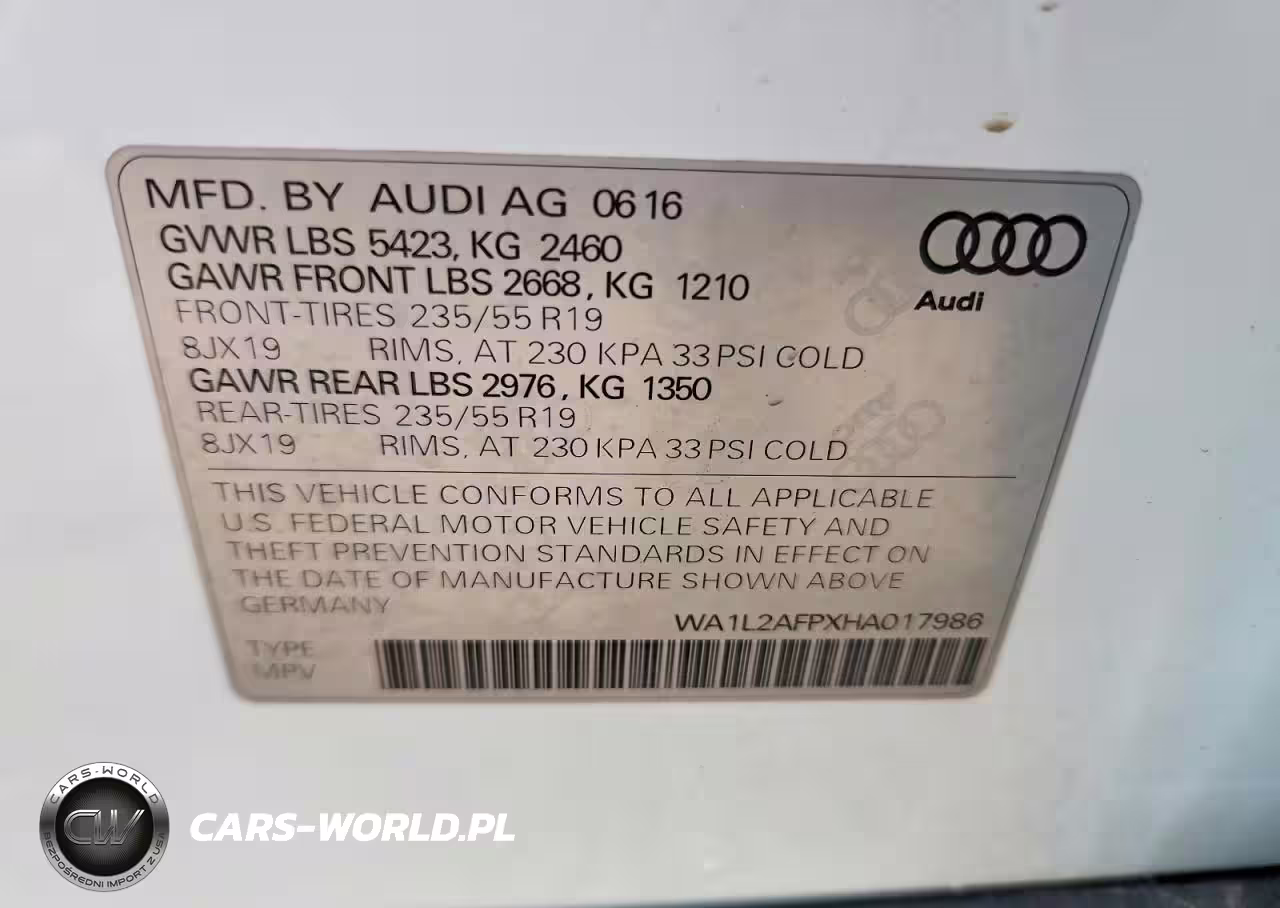 MFD. BY AUDI AG 06 16
GVWR LBS 5423, KG 2460
GAWR FRONT LBS 2668, KG 1210
FRONT-TIRES 235/55 R19
8JX19 RIMS, AT 230 KPA 33 PSI COLD
GAWR REAR LBS 2976, KG 1350
REAR-TIRES 235/55 R19
8JX19 RIMS, AT 230 KPA 33 PSI COLD
Audi
THIS VEHICLE CONFORMS TO ALL APPLICABLE
U.S. FEDERAL MOTOR VEHICLE SAFETY AND
THEFT PREVENTION STANDARDS IN EFFECT ON
THE DATE OF MANUFACTURE SHOWN ABOVE
GERMANY
WA1L2AFPXHA017986
TYPE
MPV
CARS-WORLD
CW
BEZPOŚREDNI IMPORT Z USA
CARS-WORLD.PL